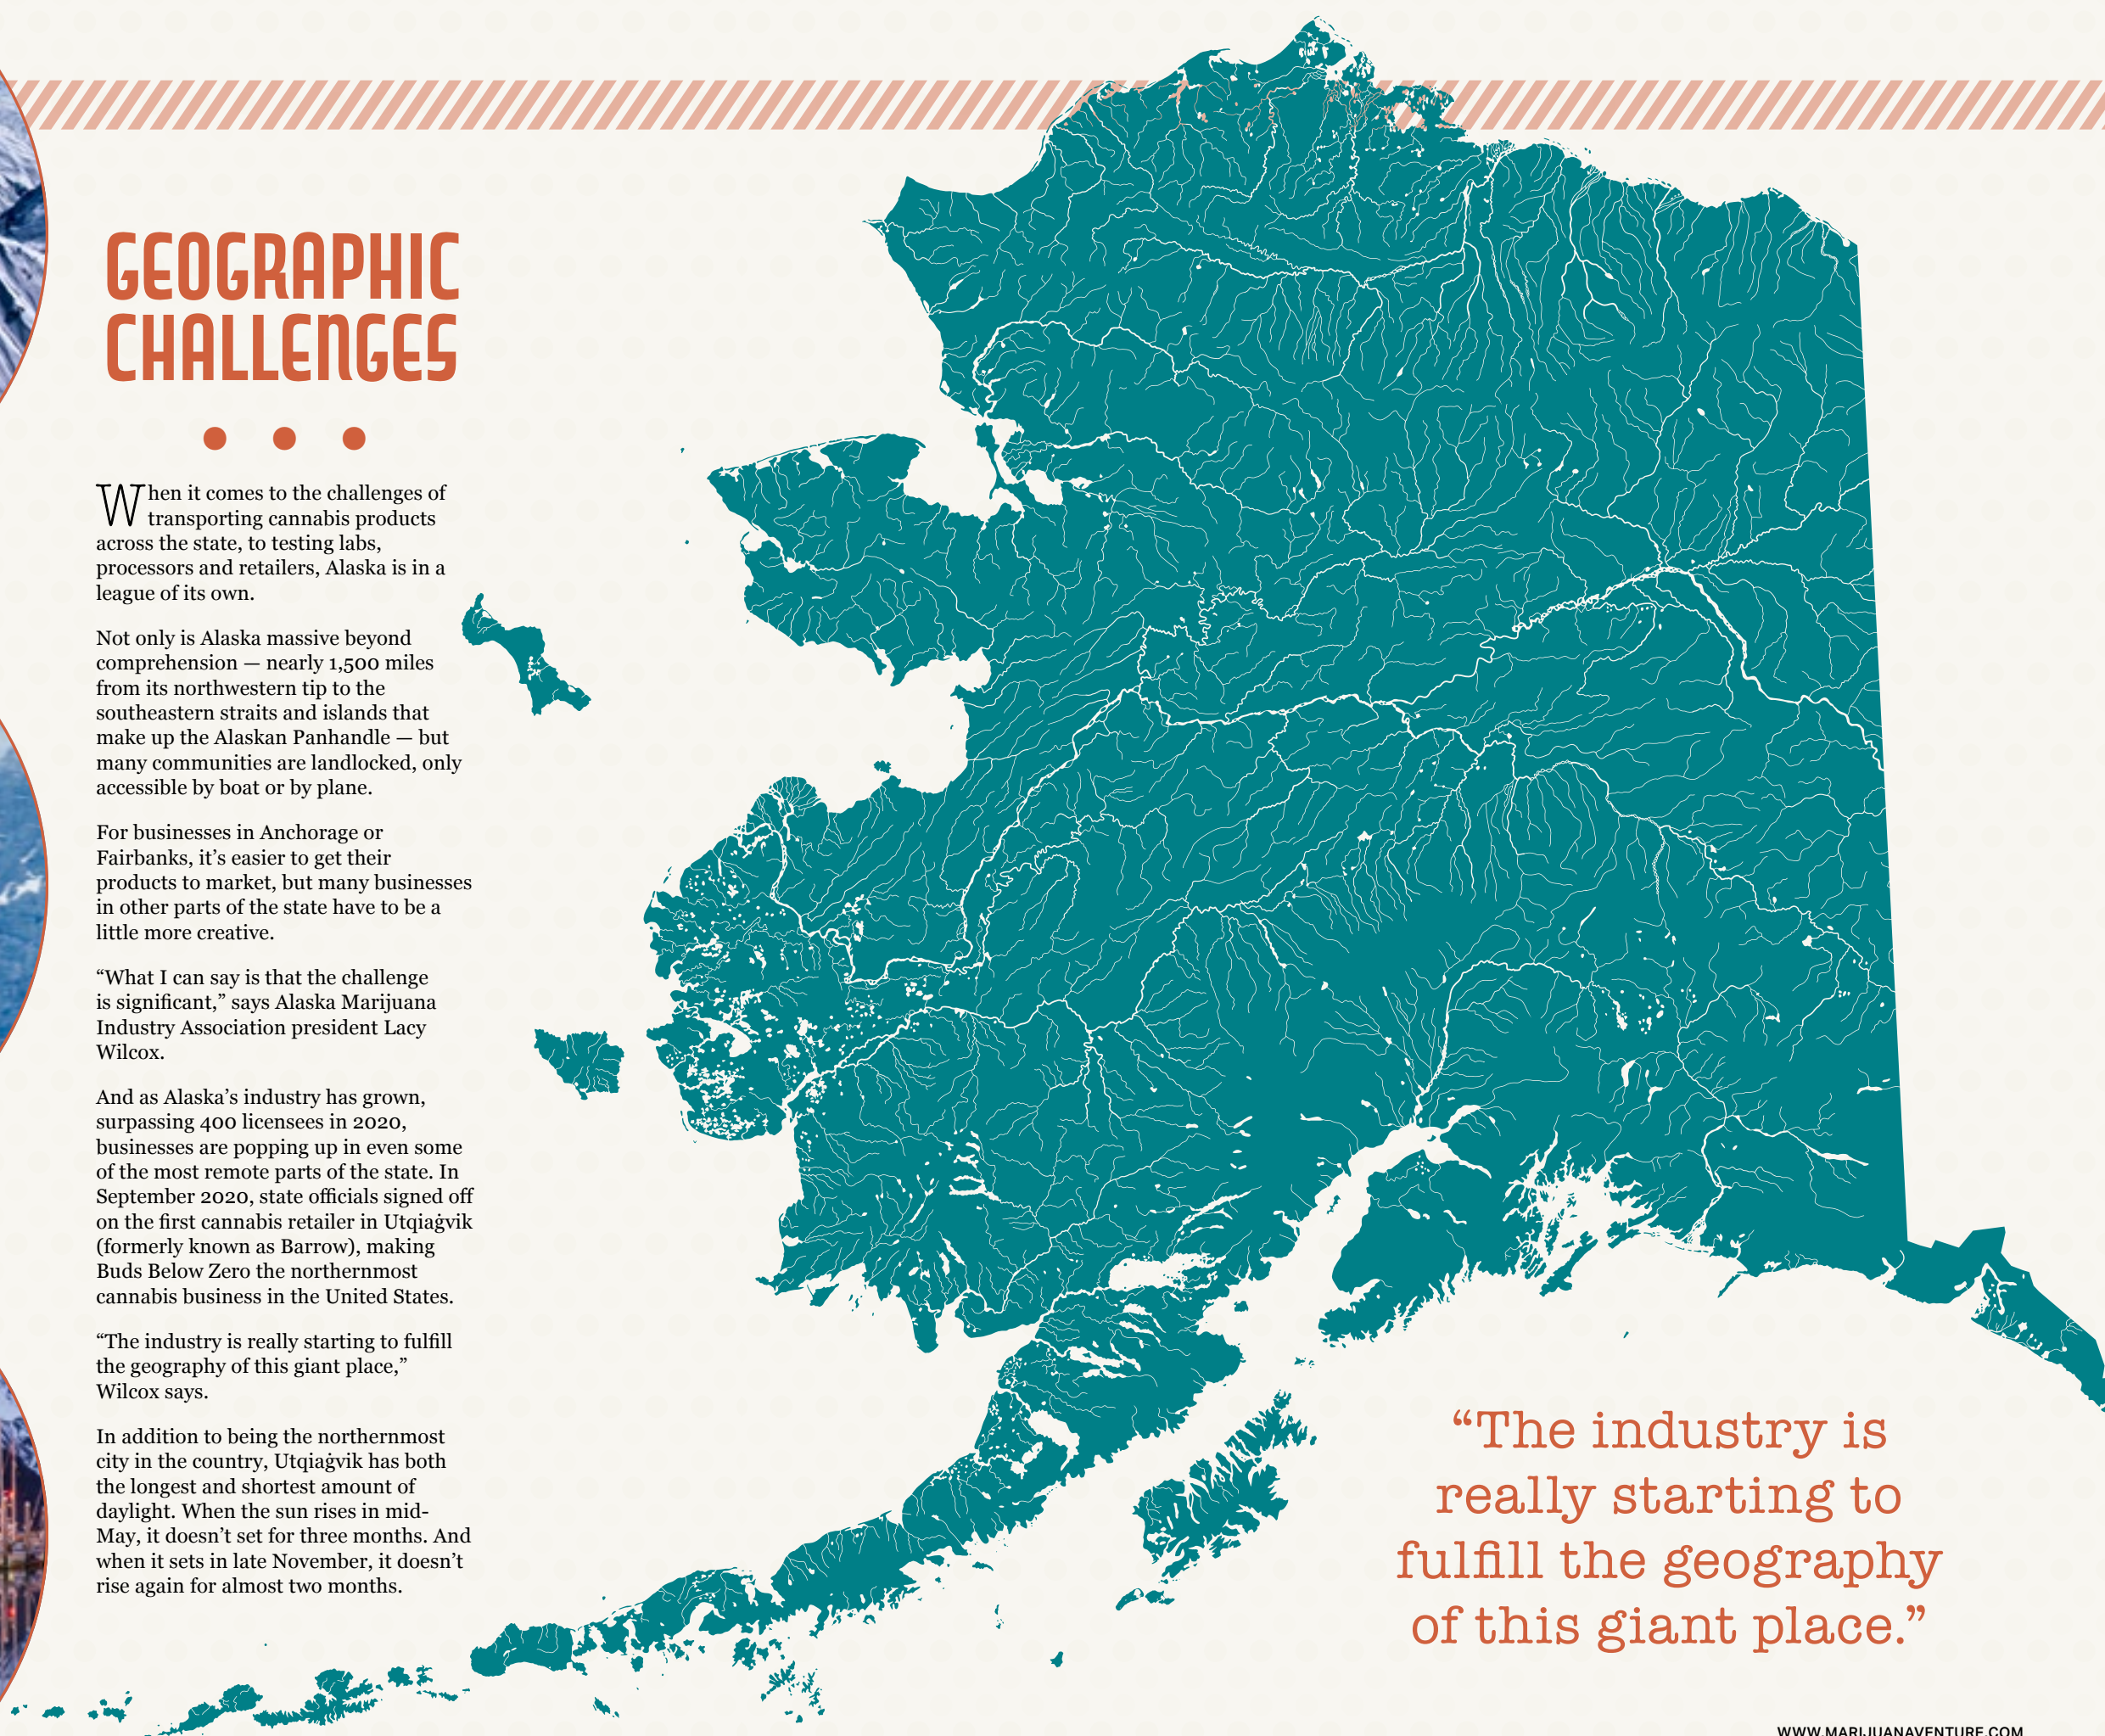 GEOGRAPHIC
CHALLENGES
When it comes to the challenges of
transporting cannabis products
across the state, to testing labs,
processors and retailers, Alaska is in a
league of its own.
Not only is Alaska massive beyond
comprehension — nearly 1,500 miles
from its northwestern tip to the
southeastern straits and islands that
make up the Alaskan Panhandle — but
many communities are landlocked, only
accessible by boat or by plane.
For businesses in Anchorage or
Fairbanks, it’s easier to get their
products to market, but many businesses
in other parts of the state have to be a
little more creative.
“What I can say is that the challenge
is significant,” says Alaska Marijuana
Industry Association president Lacy
Wilcox.
And as Alaska’s industry has grown,
surpassing 400 licensees in 2020,
businesses are popping up in even some
of the most remote parts of the state. In
September 2020, state officials signed off
on the first cannabis retailer in Utqiaġvik
(formerly known as Barrow), making
Buds Below Zero the northernmost
cannabis business in the United States.
“The industry is really starting to fulfill
the geography of this giant place,”
Wilcox says.
In addition to being the northernmost
city in the country, Utqiaġvik has both
the longest and shortest amount of
daylight. When the sun rises in mid-
May, it doesn’t set for three months. And
when it sets in late November, it doesn’t
rise again for almost two months.
“The industry is
really starting to
fulfill the geography
of this giant place.”
WWW.MARIJUANAVENTURE.COM